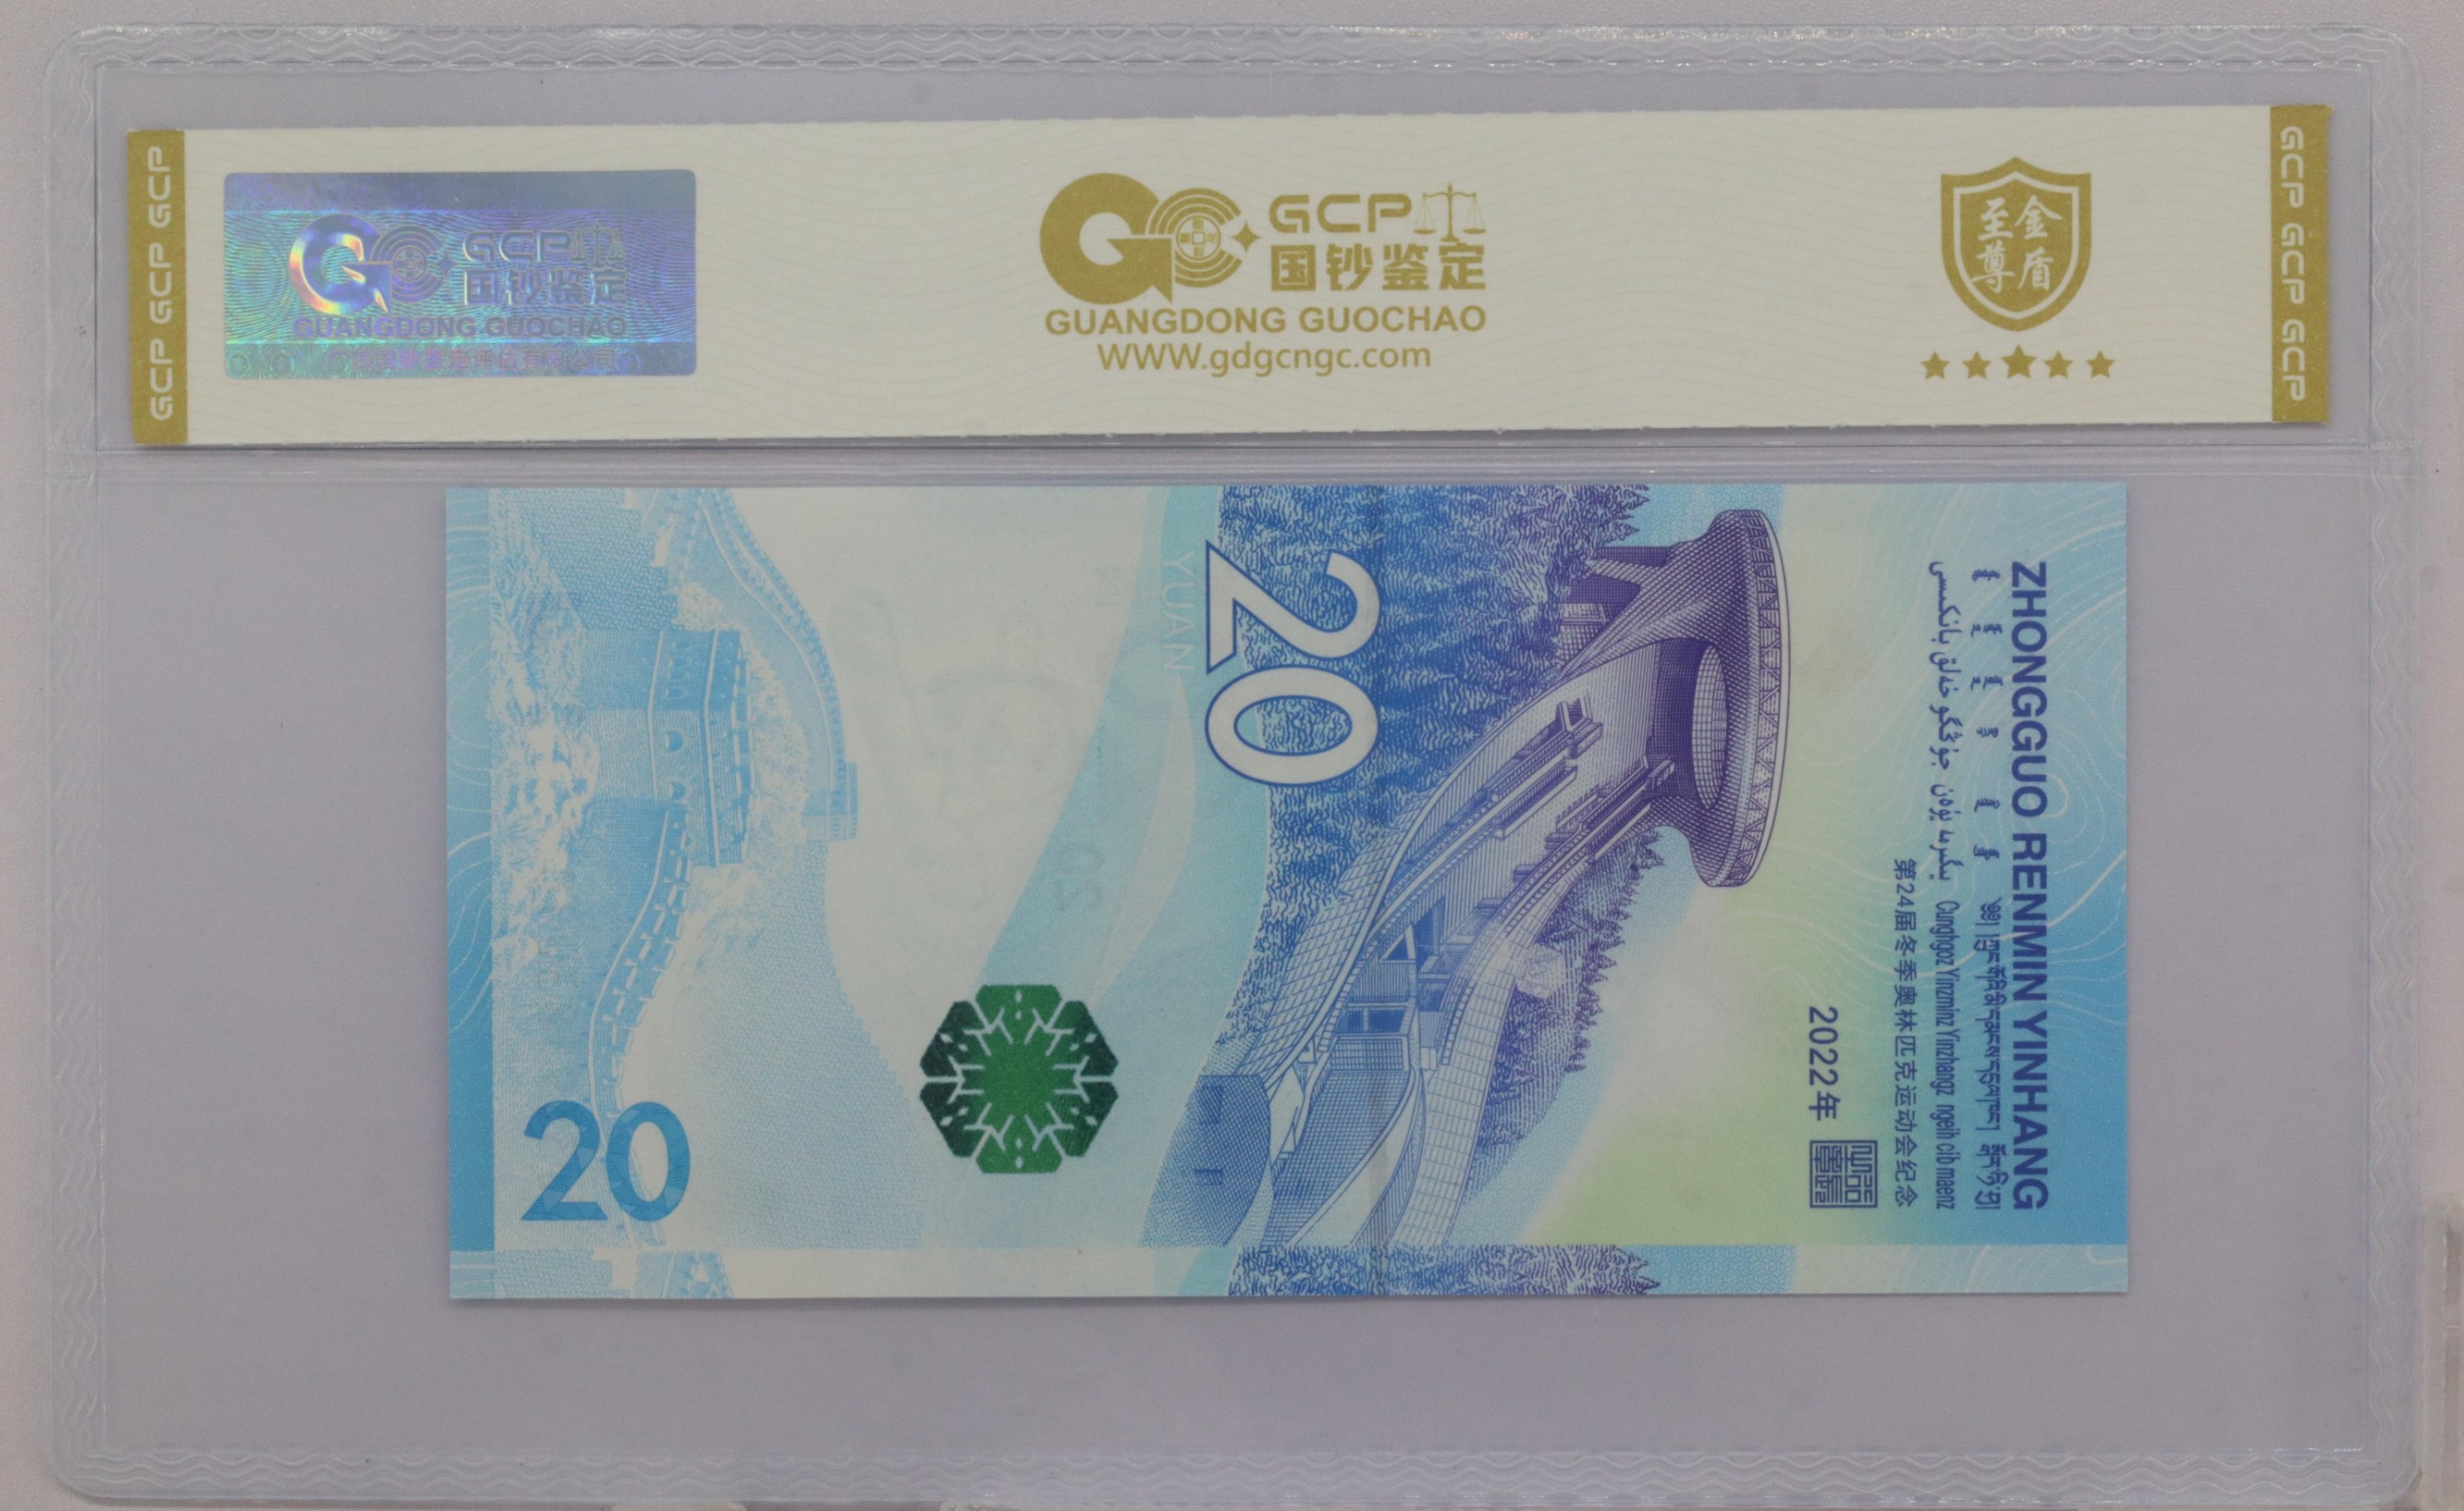 GCP GCP GCP
GCP
国钞鉴定
GUANGDONG GUOCHAO
GCP
国钞鉴定
GUANGDONG GUOCHAO
WWW.gdgcngc.com
至金
尊盾
GCP GCP GCP
ZHONGGUO RENMIN YINHANG
Cunghgoz Yinzminz Yinzhangz ngeih cib maenz
第24届冬季奥林匹克运动会纪念
2022年
20
YUAN
20
20